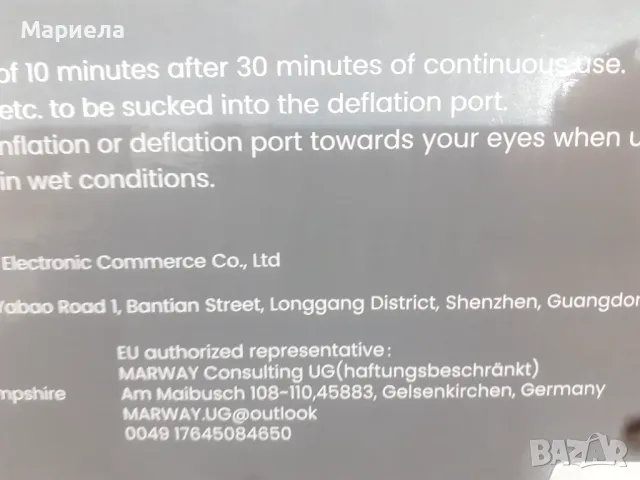 Мариела
of 10 minutes after 30 minutes of continuous use.
etc. to be sucked into the deflation port.
nflation or deflation port towards your eyes when u
in wet conditions.
Electronic Commerce Co., Ltd
Yabao Road 1, Bantian Street, Longgang District, Shenzhen, Guangdon
EU authorized representative:
MARWAY Consulting UG(haftungsbeschränkt)
mpshire Am Maibusch 108-110,45883, Gelsenkirchen, Germany
MARWAY.UG@outlook
0049 17645084650
BAZAR